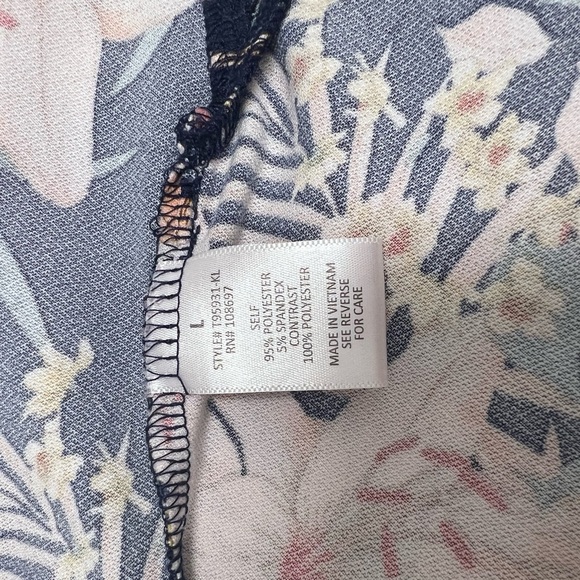 L
STYLE# T95931-KL
RN# 108697
SELF
95% POLYESTER
5% SPANDEX
CONTRAST
100% POLYESTER
MADE IN VIETNAM
SEE REVERSE
FOR CARE